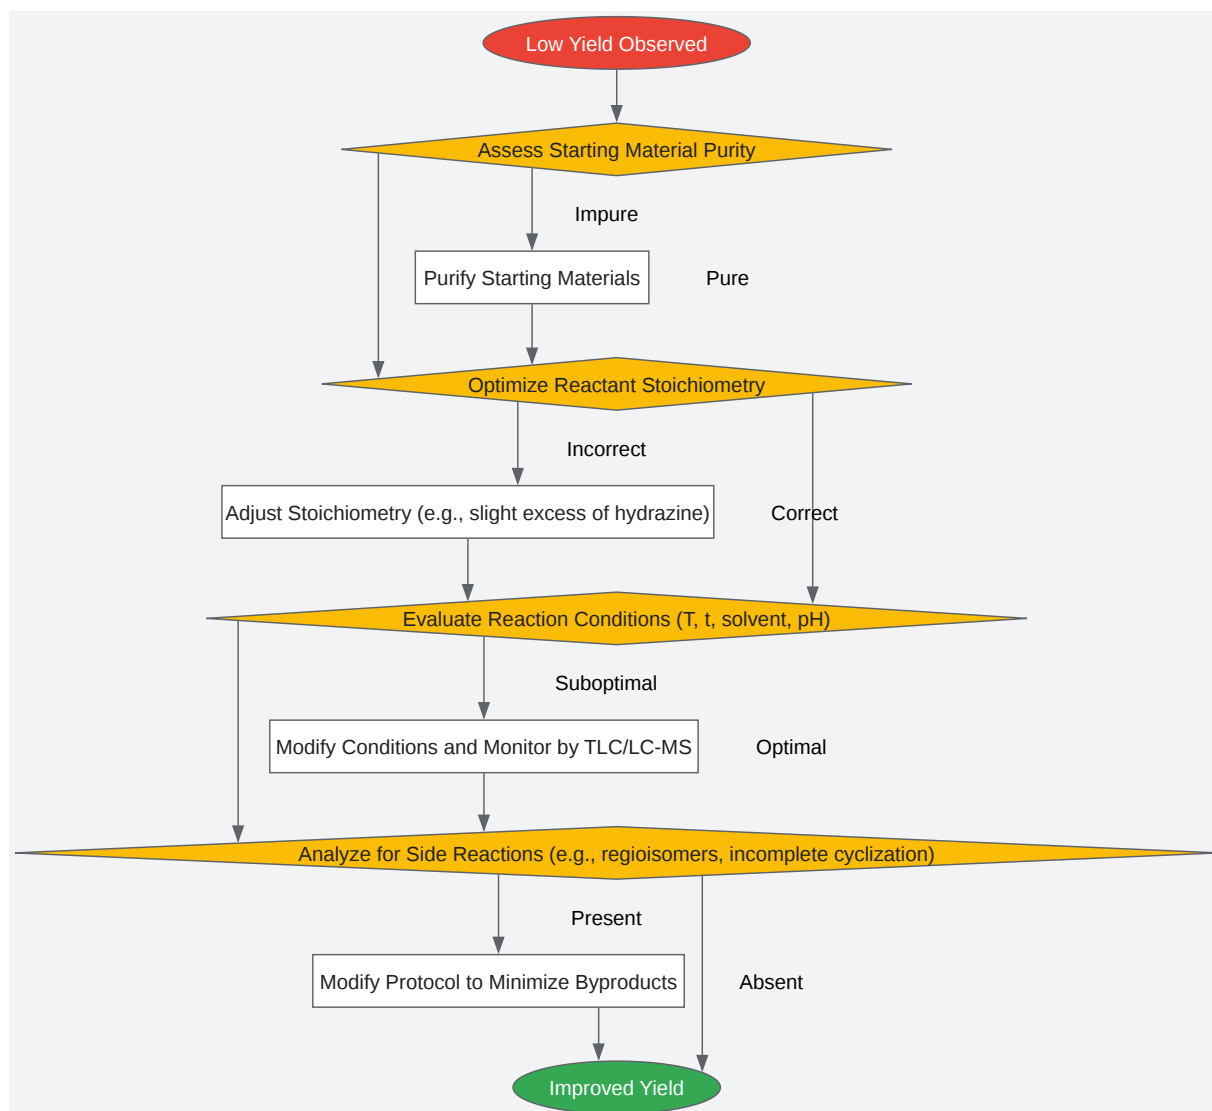 Low Yield Observed
Assess Starting Material Purity
Impure
Purify Starting Materials
Pure
Optimize Reactant Stoichiometry
Incorrect
Adjust Stoichiometry (e.g., slight excess of hydrazine)
Correct
Evaluate Reaction Conditions (T, t, solvent, pH)
Suboptimal
Modify Conditions and Monitor by TLC/LC-MS
Optimal
Analyze for Side Reactions (e.g., regioisomers, incomplete cyclization)
Present
Modify Protocol to Minimize Byproducts
Absent
Improved Yield